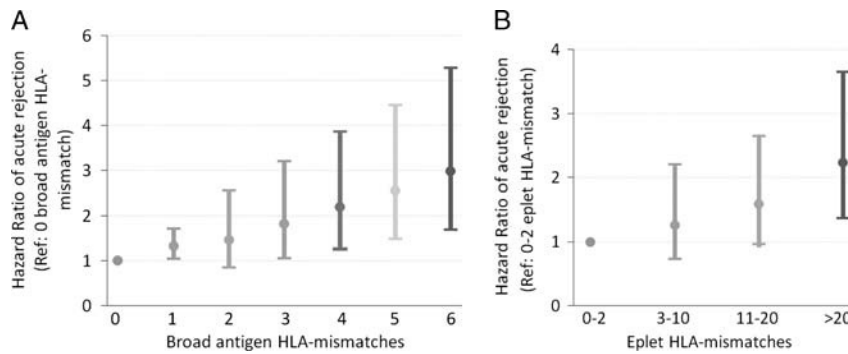 A
Hazard Ratio of acute rejection
(Ref: 0 broad antigen HLA-
mismatch)
6
5
4
3
2
1
0
0 1 2 3 4 5 6
Broad antigen HLA-mismatches
B
Hazard Ratio of acute rejection
(Ref: 0-2 eplet HLA-mismatch)
4
3
2
1
0
0-2 3-10 11-20 >20
Eplet HLA-mismatches